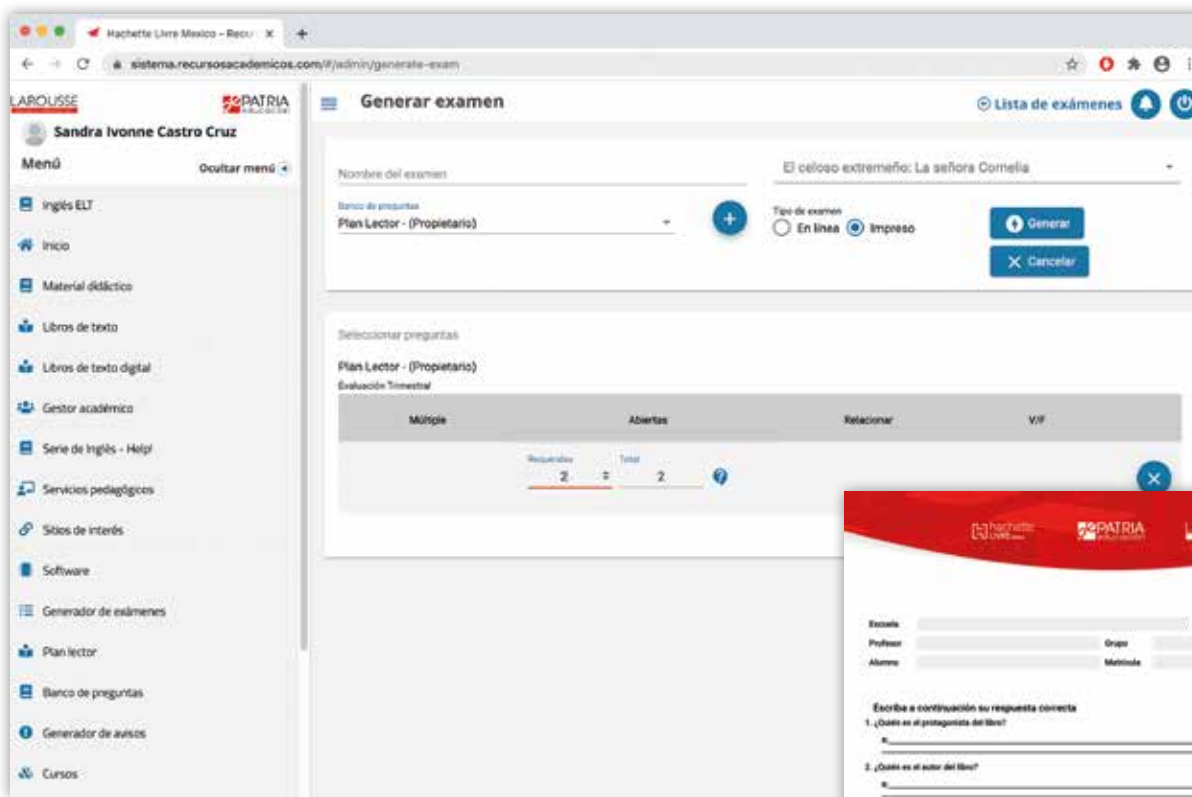 Hachette Livre Mexico - Recu
sistema.recursosacademicos.com/#/admin/generate-exam
LAROUSSE
PATRIA
Generar examen
Lista de exámenes
Sandra Ivonne Castro Cruz
Menú
Ocultar menú
Inglés ELT
Inicio
Material didáctico
Libros de texto
Libros de texto digital
Gestor académico
Serie de Inglés - Help!
Servicios pedagógicos
Sitios de interés
Software
Generador de exámenes
Plan lector
Banco de preguntas
Generador de avisos
Cursos
Nombre del examen
El celoso extremeño: La señora Cornelia
Banco de preguntas
Plan Lector - (Propietario)
Tipo de examen
En línea Impreso
Generar
Cancelar
Seleccionar preguntas
Plan Lector - (Propietario)
Evaluación Trimestral
Múltiple Abiertas Relacionar V/F
Requeridas Total
2 2
hachette
PATRIA
Escuela
Profesor Grupo
Alumno Matrícula
Escriba a continuación su respuesta correcta
1. ¿Quién es el protagonista del libro?
R.
2. ¿Quién es el autor del libro?
R.